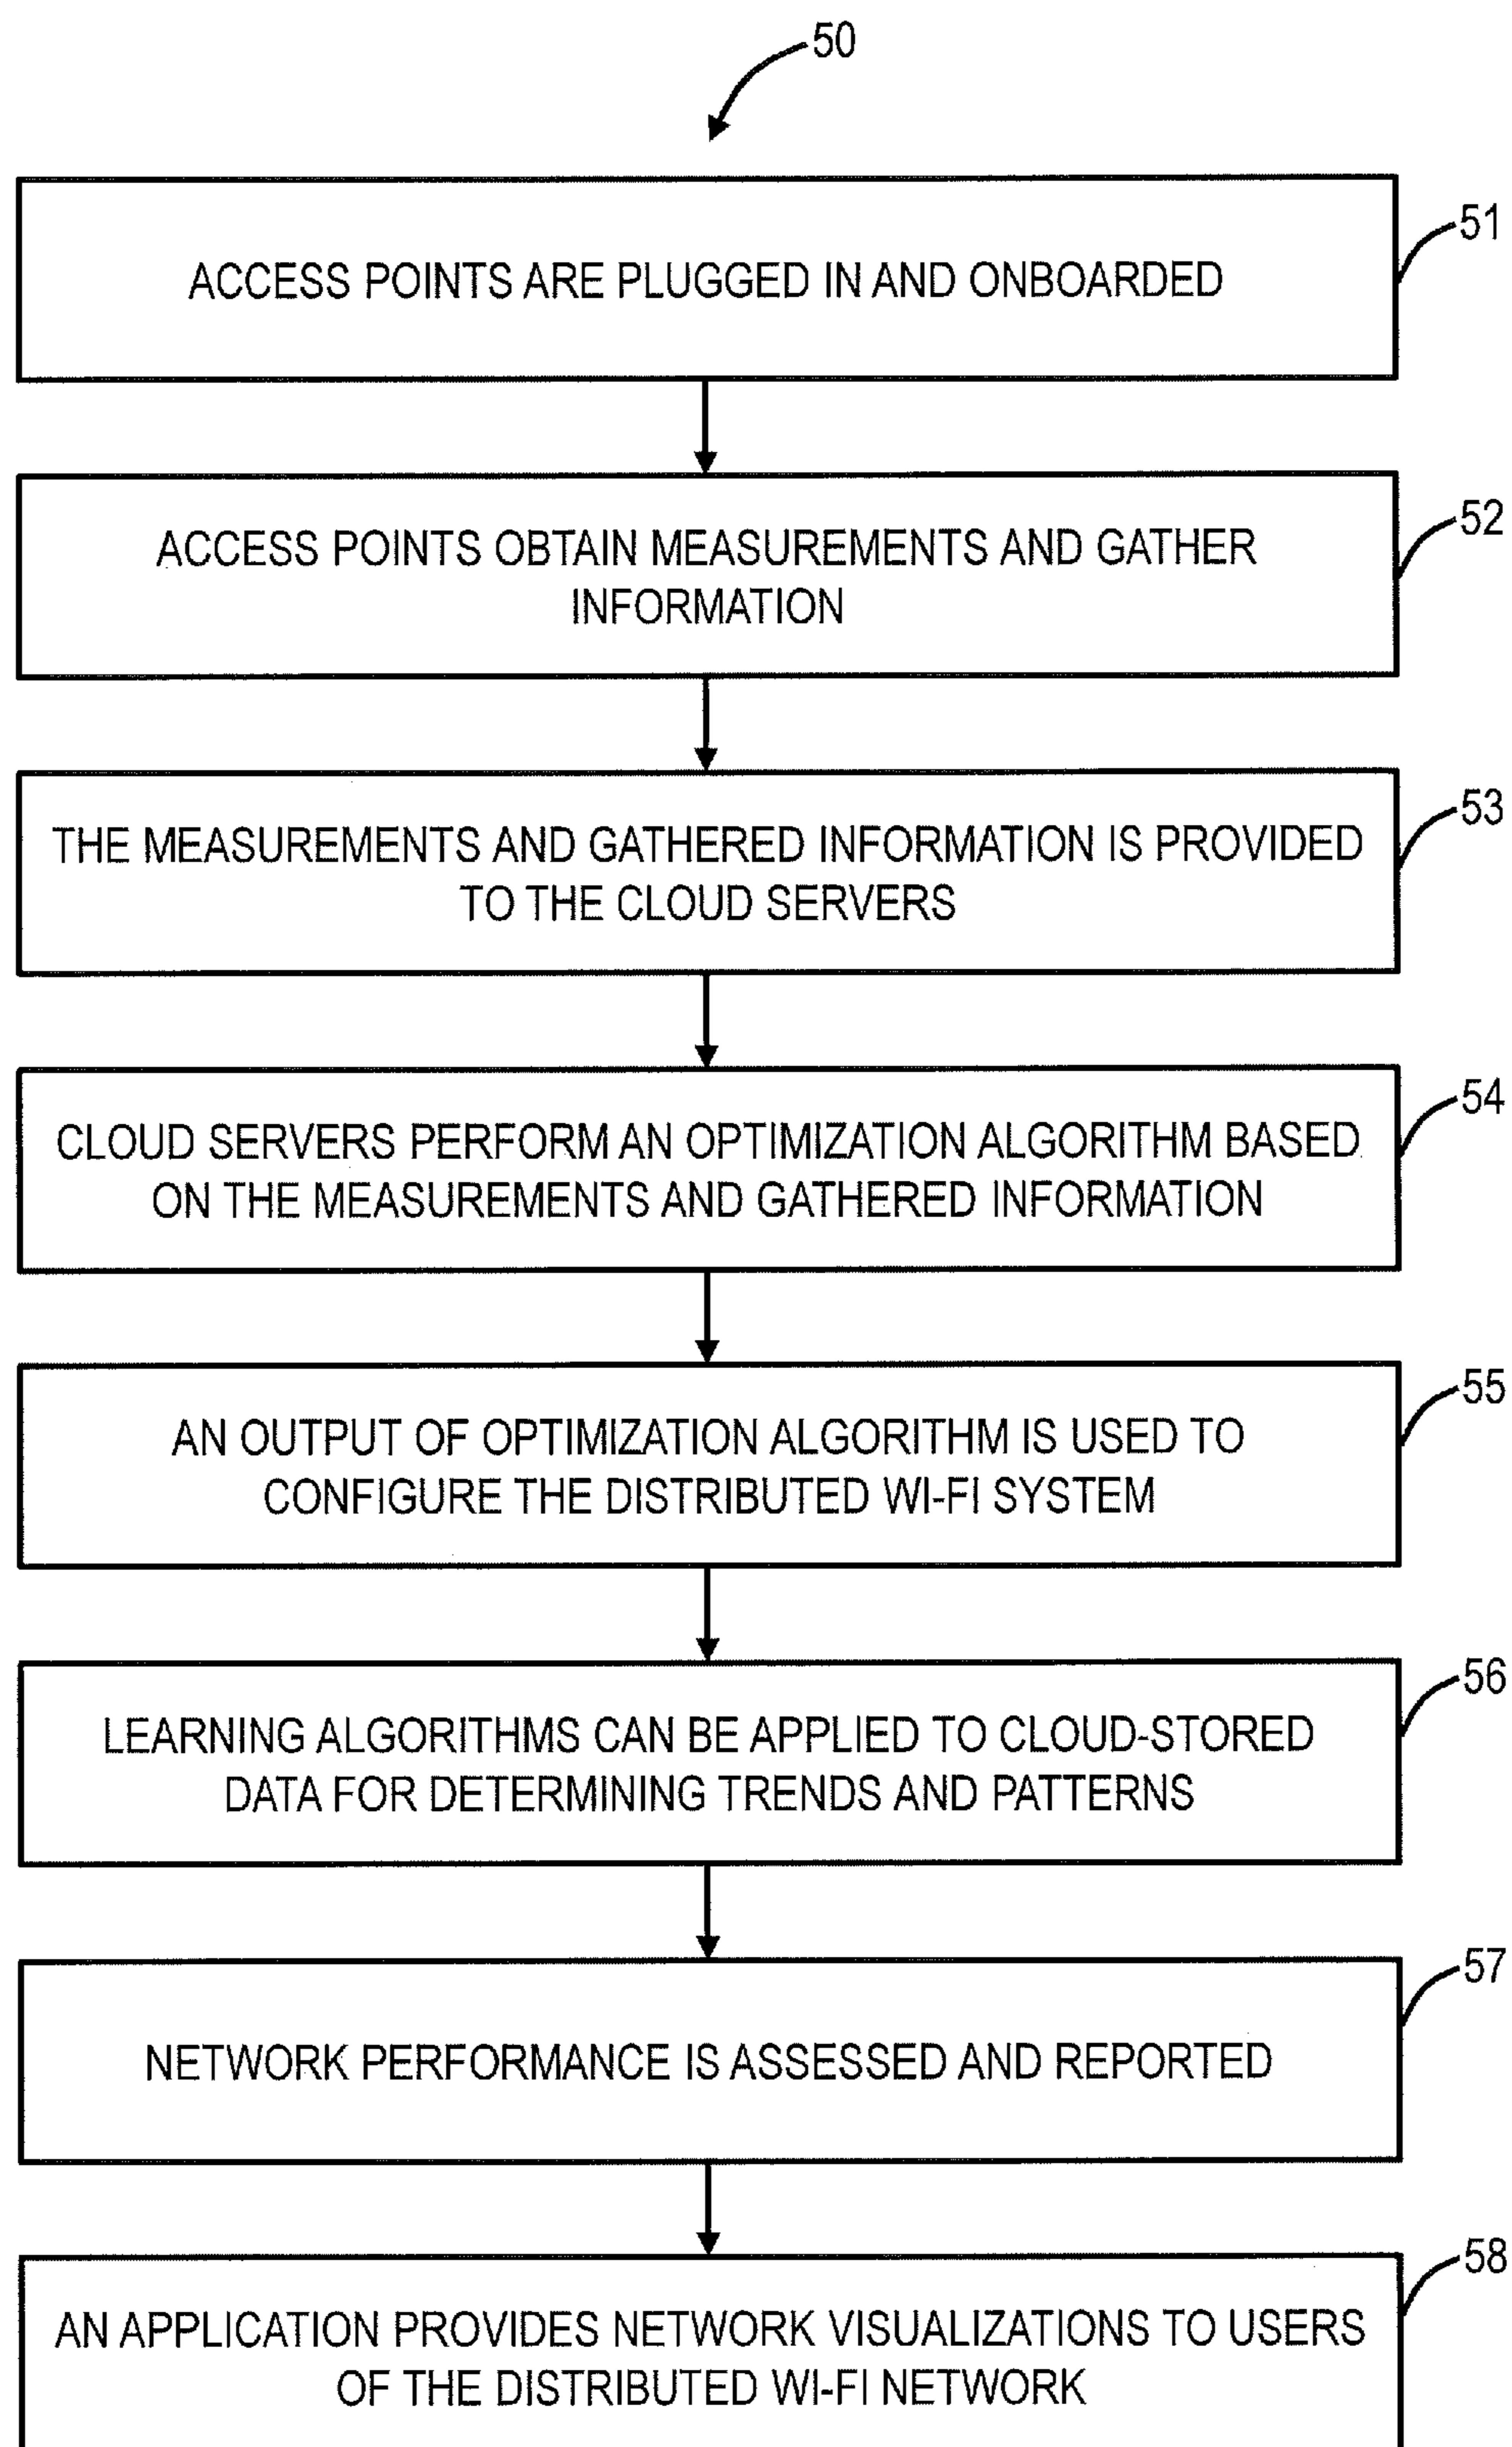 50
ACCESS POINTS ARE PLUGGED IN AND ONBOARDED
51
ACCESS POINTS OBTAIN MEASUREMENTS AND GATHER
INFORMATION
52
THE MEASUREMENTS AND GATHERED INFORMATION IS PROVIDED
TO THE CLOUD SERVERS
53
CLOUD SERVERS PERFORM AN OPTIMIZATION ALGORITHM BASED
ON THE MEASUREMENTS AND GATHERED INFORMATION
54
AN OUTPUT OF OPTIMIZATION ALGORITHM IS USED TO
CONFIGURE THE DISTRIBUTED WI-FI SYSTEM
55
LEARNING ALGORITHMS CAN BE APPLIED TO CLOUD-STORED
DATA FOR DETERMINING TRENDS AND PATTERNS
56
NETWORK PERFORMANCE IS ASSESSED AND REPORTED
57
AN APPLICATION PROVIDES NETWORK VISUALIZATIONS TO USERS
OF THE DISTRIBUTED WI-FI NETWORK
58